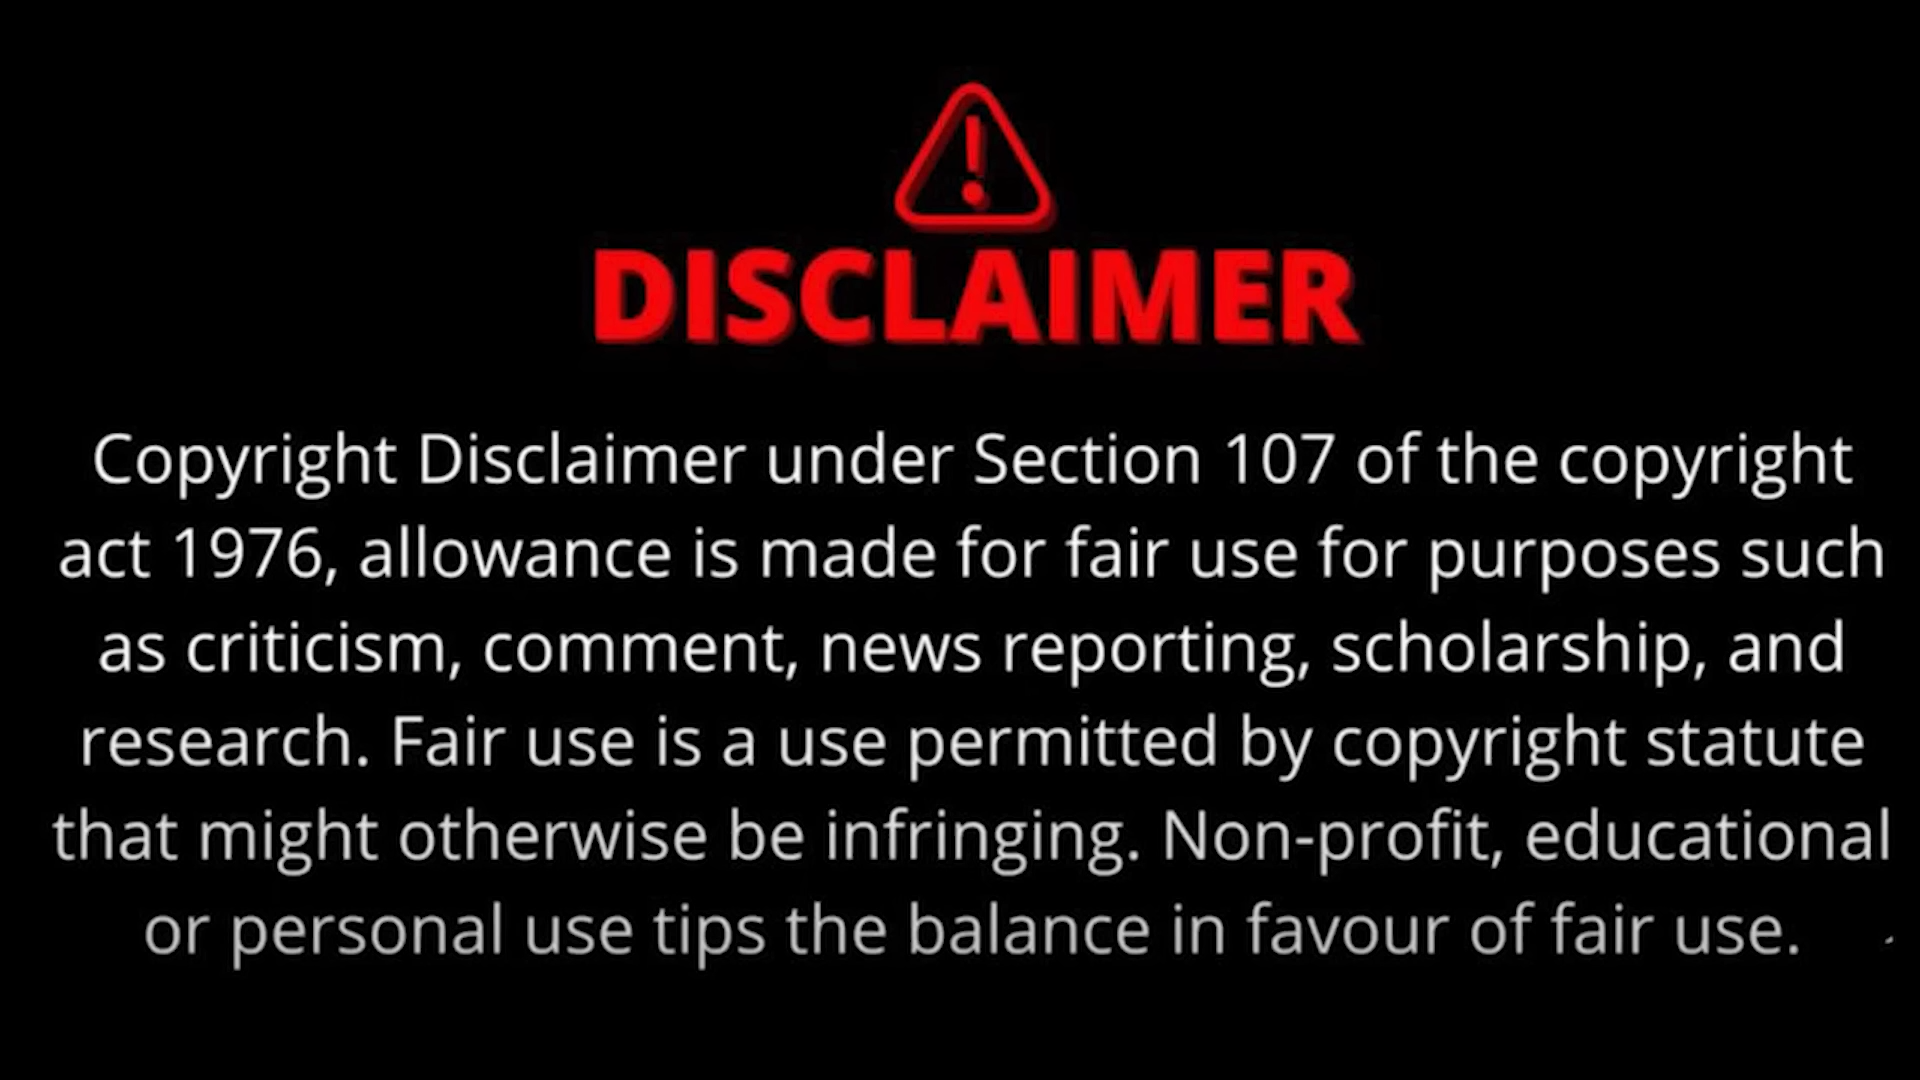 DISCLAIMER
Copyright Disclaimer under Section 107 of the copyright
act 1976, allowance is made for fair use for purposes such
as criticism, comment, news reporting, scholarship, and
research. Fair use is a use permitted by copyright statute
that might otherwise be infringing. Non-profit, educational
or personal use tips the balance in favour of fair use.